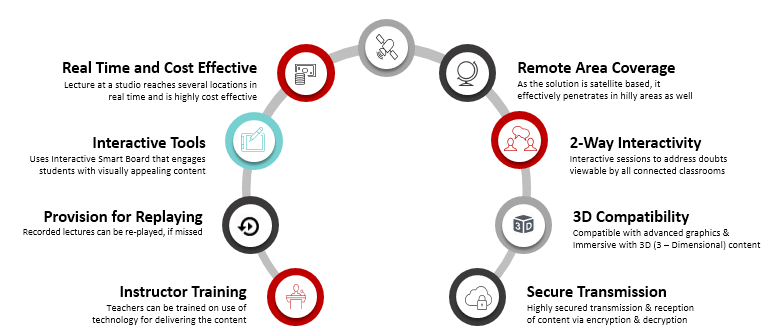 Real Time and Cost Effective
Lecture at a studio reaches several locations in
real time and is highly cost effective
Interactive Tools
Uses Interactive Smart Board that engages
students with visually appealing content
Provision for Replaying
Recorded lectures can be re-played, if missed
Instructor Training
Teachers can be trained on use of
technology for delivering the content
Remote Area Coverage
As the solution is satellite based, it
effectively penetrates in hilly areas as well
2-Way Interactivity
Interactive sessions to address doubts
viewable by all connected classrooms
3D
3D Compatibility
Compatible with advanced graphics &
Immersive with 3D (3 – Dimensional) content
Secure Transmission
Highly secured transmission & reception
of content via encryption & decryption